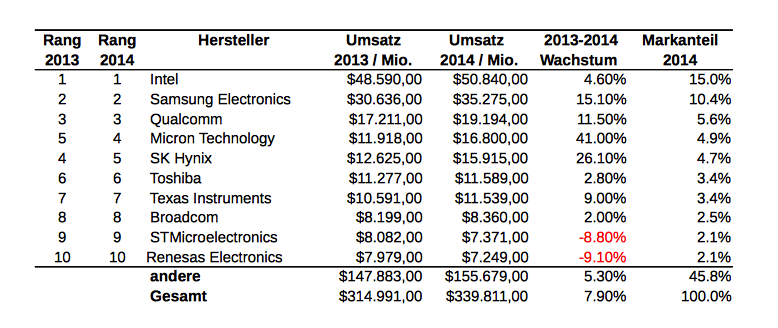 Rang Rang Hersteller Umsatz Umsatz 2013-2014 Markanteil
2013 2014 2013 / Mio. 2014 / Mio. Wachstum 2014
1 1 Intel $48.590,00 $50.840,00 4.60% 15.0%
2 2 Samsung Electronics $30.636,00 $35.275,00 15.10% 10.4%
3 3 Qualcomm $17.211,00 $19.194,00 11.50% 5.6%
5 4 Micron Technology $11.918,00 $16.800,00 41.00% 4.9%
4 5 SK Hynix $12.625,00 $15.915,00 26.10% 4.7%
6 6 Toshiba $11.277,00 $11.589,00 2.80% 3.4%
7 7 Texas Instruments $10.591,00 $11.539,00 9.00% 3.4%
8 8 Broadcom $8.199,00 $8.360,00 2.00% 2.5%
9 9 STMicroelectronics $8.082,00 $7.371,00 -8.80% 2.1%
10 10 Renesas Electronics $7.979,00 $7.249,00 -9.10% 2.1%
andere $147.883,00 $155.679,00 5.30% 45.8%
Gesamt $314.991,00 $339.811,00 7.90% 100.0%